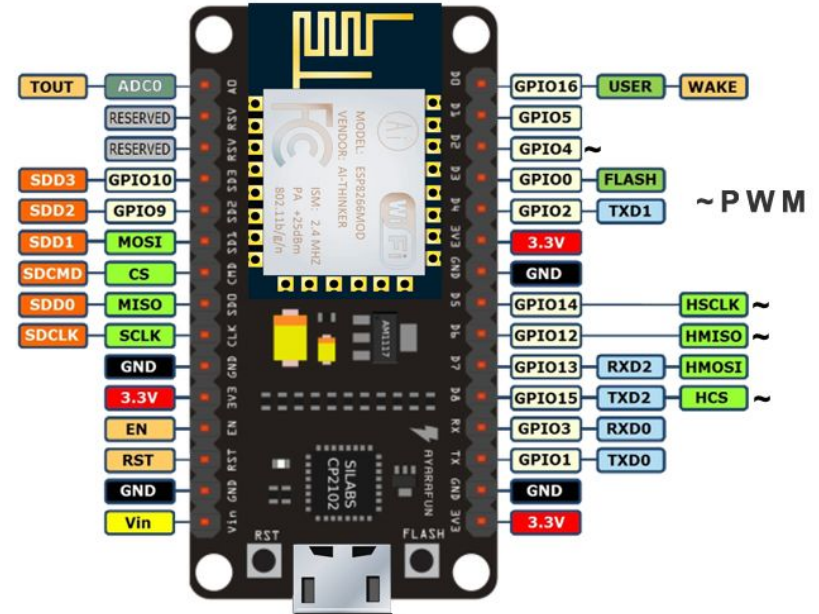 TOUT ADC0 A0
RESERVED RSV
RESERVED RSV
SDD3 GPIO10 SD3
SDD2 GPIO9 SD2
SDD1 MOSI SD1
SDCMD CS CMD
SDD0 MISO SD0
SDCLK SCLK CLK
GND GND
3.3V 3V3
EN EN
RST RST
GND GND
Vin Vin
MODEL: ESP8266MOD
VENDOR: AI-THINKER
ISM: 2.4 MHZ
PA +25dBm
802.11b/g/n
FC
Ai
WiFi
AM1117
SILABS
CP2102
AYARAFUN
RST
FLASH
D0 GPIO16 USER WAKE
D1 GPIO5
D2 GPIO4 ~
D3 GPIO0 FLASH
D4 GPIO2 TXD1
3V3 3.3V
GND GND
D5 GPIO14 HSCLK ~
D6 GPIO12 HMISO ~
D7 GPIO13 RXD2 HMOSI
D8 GPIO15 TXD2 HCS ~
RX GPIO3 RXD0
TX GPIO1 TXD0
GND GND
3V3 3.3V
~PWM